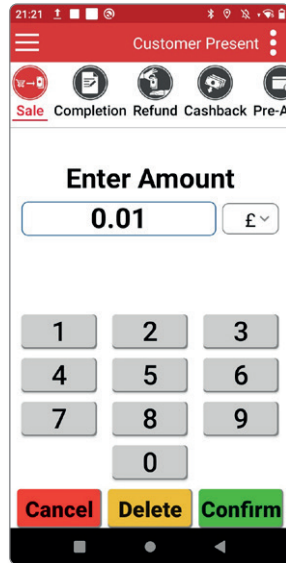 21:21
Customer Present
Sale Completion Refund Cashback Pre-A
Enter Amount
0.01 £
1 2 3
4 5 6
7 8 9
0
Cancel Delete Confirm